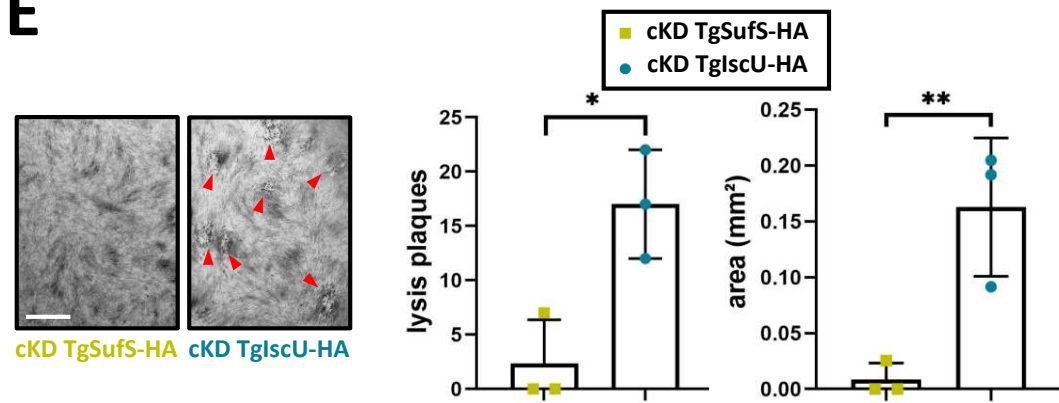 E
cKD TgSufS-HA
cKD TgIscU-HA
cKD TgSufS-HA cKD TgIscU-HA
lysis plaques
25
20
15
10
5
0
*
area (mm²)
0.25
0.20
0.15
0.10
0.05
0.00
**